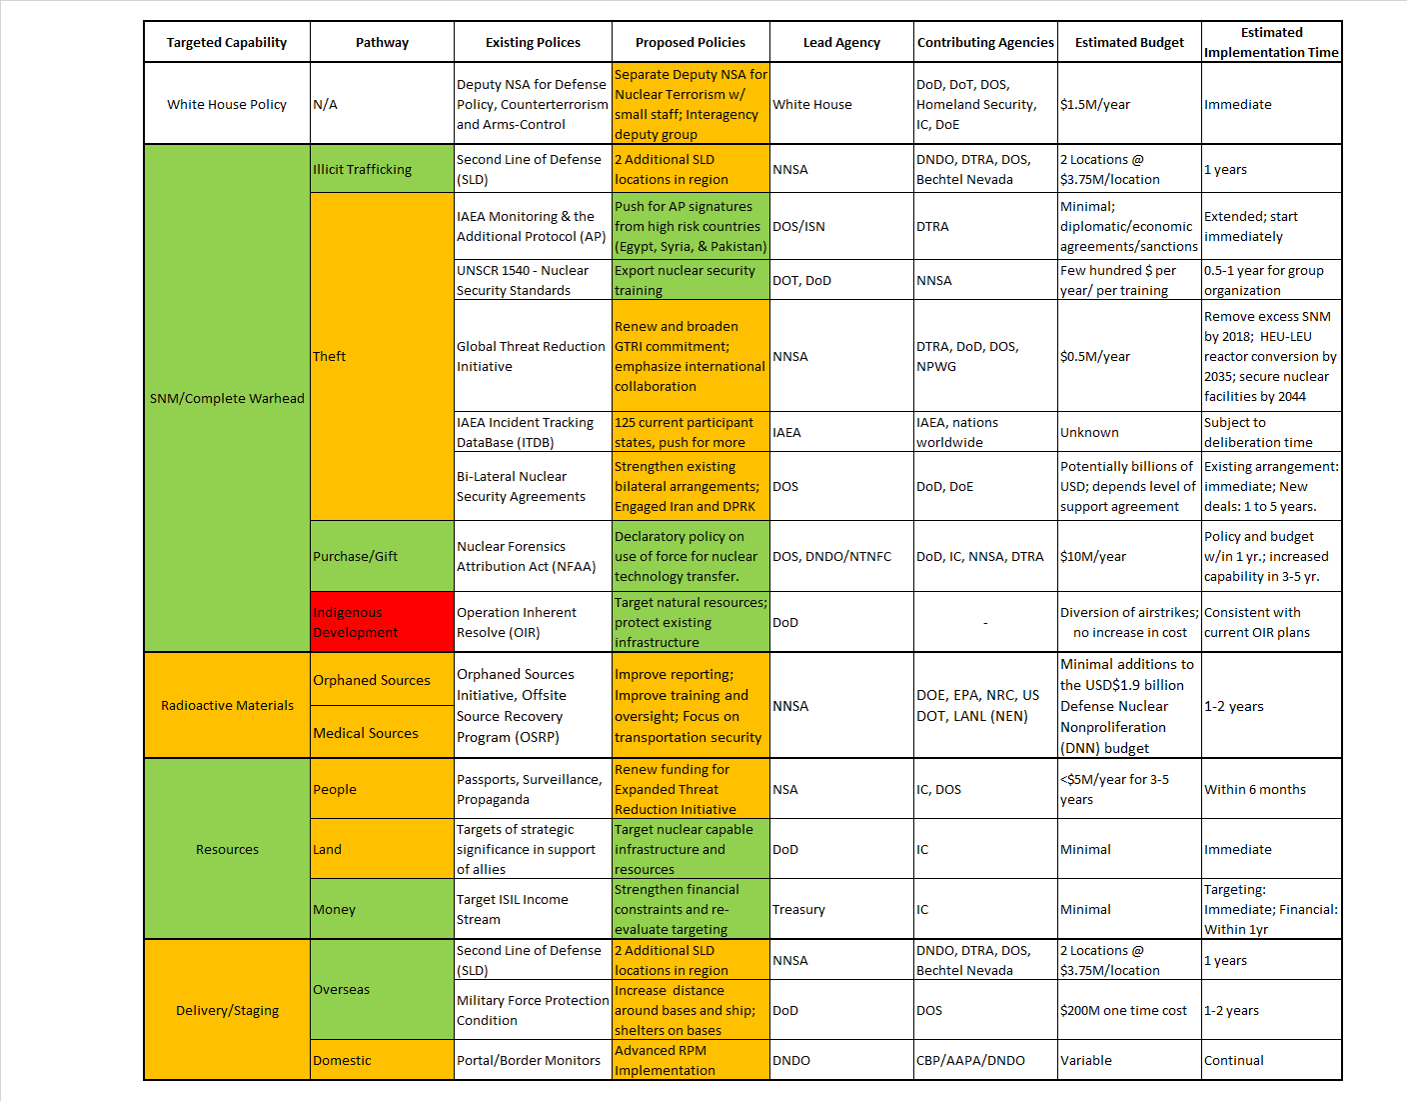 Targeted Capability
Pathway
Existing Polices
Proposed Policies
Lead Agency
Contributing Agencies
Estimated Budget
Estimated
Implementation Time
White House Policy
N/A
Deputy NSA for Defense
Policy, Counterterrorism
and Arms-Control
Separate Deputy NSA for
Nuclear Terrorism w/
small staff; Interagency
deputy group
White House
DoD, DoT, DOS,
Homeland Security,
IC, DoE
$1.5M/year
Immediate
SNM/Complete Warhead
Illicit Trafficking
Second Line of Defense
(SLD)
2 Additional SLD
locations in region
NNSA
DNDO, DTRA, DOS,
Bechtel Nevada
2 Locations @
$3.75M/location
1 years
Theft
IAEA Monitoring & the
Additional Protocol (AP)
Push for AP signatures
from high risk countries
(Egypt, Syria, & Pakistan)
DOS/ISN
DTRA
Minimal;
diplomatic/economic
agreements/sanctions
Extended; start
immediately
UNSCR 1540 - Nuclear
Security Standards
Export nuclear security
training
DOT, DoD
NNSA
Few hundred $ per
year/ per training
0.5-1 year for group
organization
Global Threat Reduction
Initiative
Renew and broaden
GTRI commitment;
emphasize international
collaboration
NNSA
DTRA, DoD, DOS,
NPWG
$0.5M/year
Remove excess SNM
by 2018;  HEU-LEU
reactor conversion by
2035; secure nuclear
facilities by 2044
IAEA Incident Tracking
DataBase (ITDB)
125 current participant
states, push for more
IAEA
IAEA, nations
worldwide
Unknown
Subject to
deliberation time
Bi-Lateral Nuclear
Security Agreements
Strengthen existing
bilateral arrangements;
Engaged Iran and DPRK
DOS
DoD, DoE
Potentially billions of
USD; depends level of
support agreement
Existing arrangement:
immediate; New
deals: 1 to 5 years.
Purchase/Gift
Nuclear Forensics
Attribution Act (NFAA)
Declaratory policy on
use of force for nuclear
technology transfer.
DOS, DNDO/NTNFC
DoD, IC, NNSA, DTRA
$10M/year
Policy and budget
w/in 1 yr.; increased
capability in 3-5 yr.
Indigenous
Development
Operation Inherent
Resolve (OIR)
Target natural resources;
protect existing
infrastructure
DoD
-
Diversion of airstrikes;
no increase in cost
Consistent with
current OIR plans
Radioactive Materials
Orphaned Sources
Medical Sources
Orphaned Sources
Initiative, Offsite
Source Recovery
Program (OSRP)
Improve reporting;
Improve training and
oversight; Focus on
transportation security
NNSA
DOE, EPA, NRC, US
DOT, LANL (NEN)
Minimal additions to
the USD$1.9 billion
Defense Nuclear
Nonproliferation
(DNN) budget
1-2 years
Resources
People
Passports, Surveillance,
Propaganda
Renew funding for
Expanded Threat
Reduction Initiative
NSA
IC, DOS
<$5M/year for 3-5
years
Within 6 months
Land
Targets of strategic
significance in support
of allies
Target nuclear capable
infrastructure and
resources
DoD
IC
Minimal
Immediate
Money
Target ISIL Income
Stream
Strengthen financial
constraints and re-
evaluate targeting
Treasury
IC
Minimal
Targeting:
Immediate; Financial:
Within 1yr
Delivery/Staging
Overseas
Second Line of Defense
(SLD)
2 Additional SLD
locations in region
NNSA
DNDO, DTRA, DOS,
Bechtel Nevada
2 Locations @
$3.75M/location
1 years
Military Force Protection
Condition
Increase  distance
around bases and ship;
shelters on bases
DoD
DOS
$200M one time cost
1-2 years
Domestic
Portal/Border Monitors
Advanced RPM
Implementation
DNDO
CBP/AAPA/DNDO
Variable
Continual